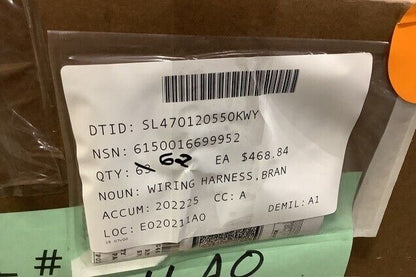 DTID: SL470120550KWY
NSN: 6150016699952
QTY: 62 EA $468.84
NOUN: WIRING HARNESS,BRAN
ACCUM: 202225 CC: A DEMIL: A1
LOC: E020211A0
#